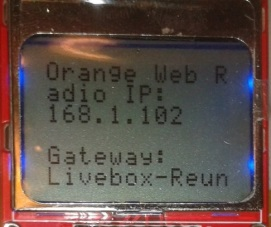 Orange Web R
adio IP:
168.1.102
Gateway:
Livebox-Reun